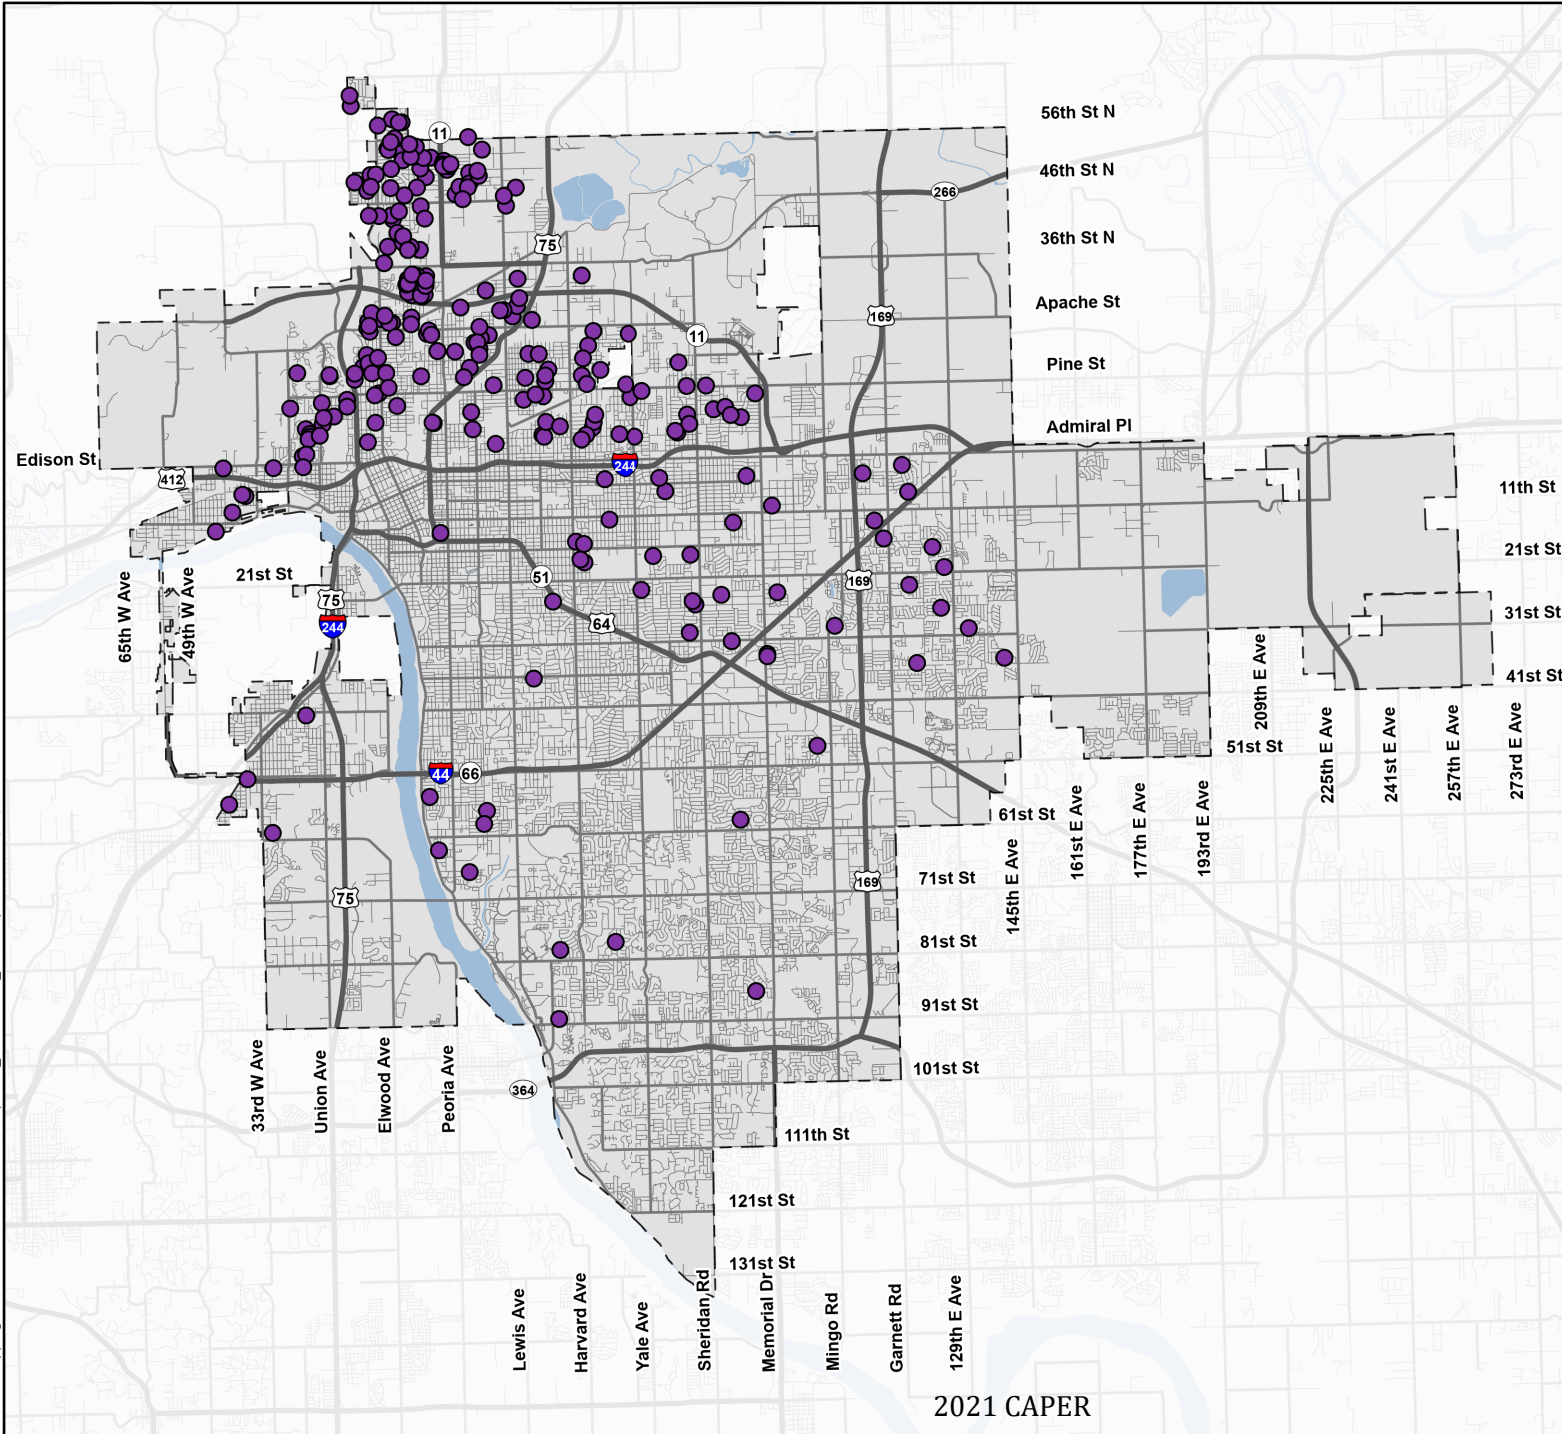 56th St N
11
46th St N
266
36th St N
75
Apache St
169
11
Pine St
Admiral Pl
Edison St
244
412
11th St
21st St
21st St
51
169
75
64
31st St
244
65th W Ave
49th W Ave
209th E Ave
41st St
51st St
225th E Ave
241st E Ave
257th E Ave
273rd E Ave
44
66
61st St
161st E Ave
177th E Ave
193rd E Ave
145th E Ave
71st St
169
75
81st St
91st St
101st St
33rd W Ave
Union Ave
Elwood Ave
Peoria Ave
364
111th St
121st St
131st St
Lewis Ave
Harvard Ave
Yale Ave
Sheridan Rd
Memorial Dr
Mingo Rd
Garnett Rd
129th E Ave
2021 CAPER